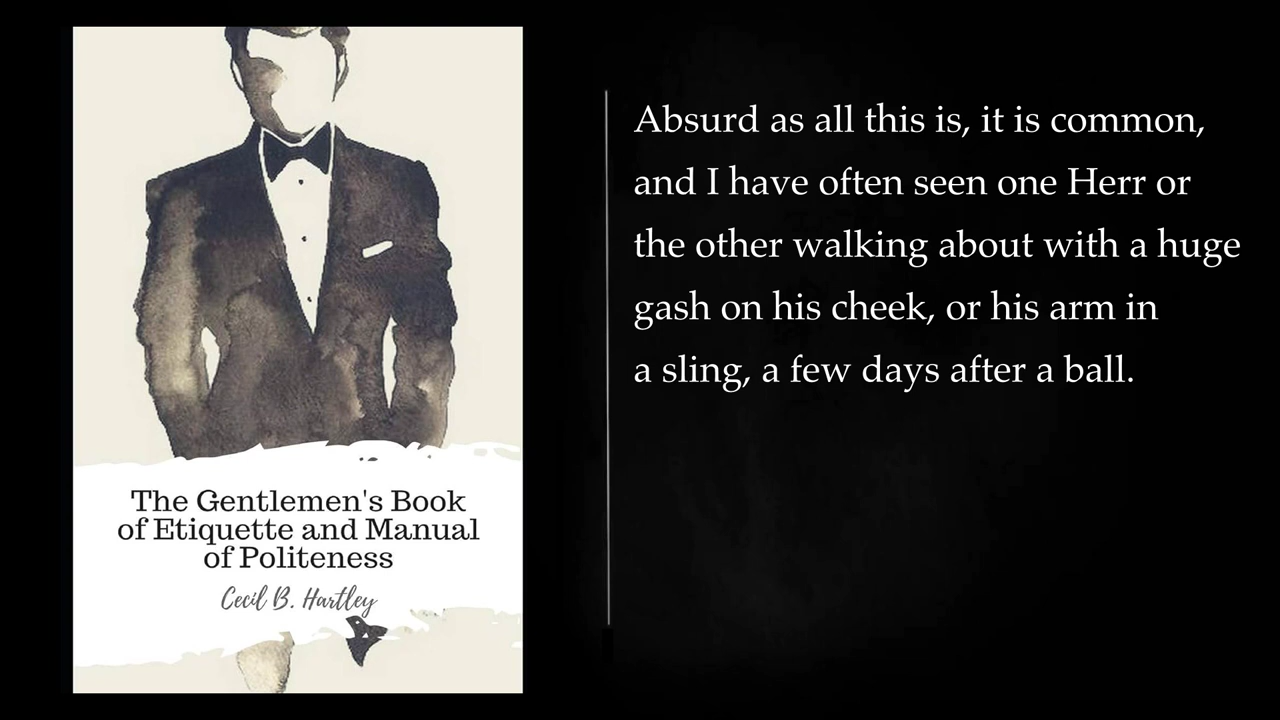 The Gentlemen's Book
of Etiquette and Manual
of Politeness
Cecil B. Hartley
Absurd as all this is, it is common,
and I have often seen one Herr or
the other walking about with a huge
gash on his cheek, or his arm in
a sling, a few days after a ball.